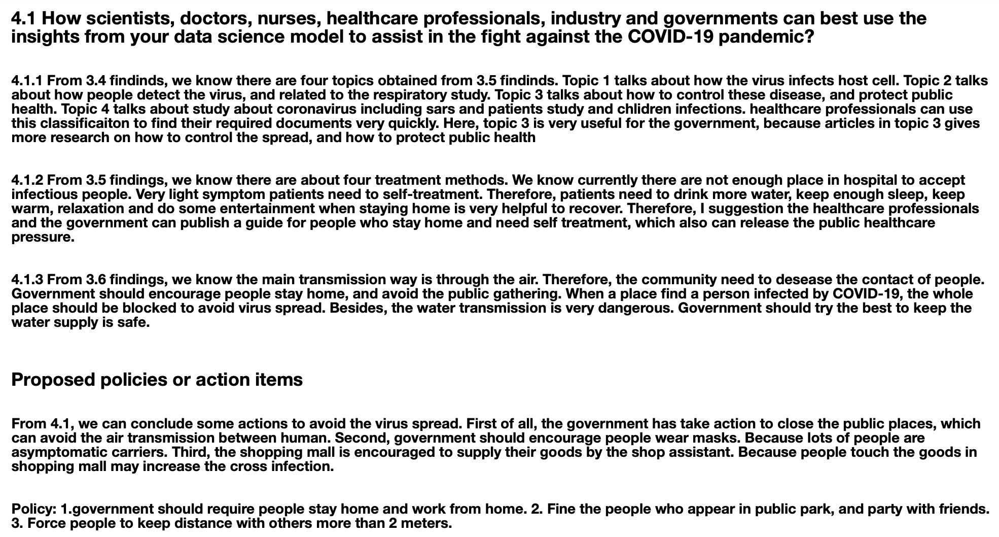 4.1 How scientists, doctors, nurses, healthcare professionals, industry and governments can best use the
insights from your data science model to assist in the fight against the COVID-19 pandemic?
4.1.1 From 3.4 findinds, we know there are four topics obtained from 3.5 findinds. Topic 1 talks about how the virus infects host cell. Topic 2 talks
about how people detect the virus, and related to the respiratory study. Topic 3 talks about how to control these disease, and protect public
health. Topic 4 talks about study about coronavirus including sars and patients study and chlidren infections. healthcare professionals can use
this classificaiton to find their required documents very quickly. Here, topic 3 is very useful for the government, because articles in topic 3 gives
more research on how to control the spread, and how to protect public health
4.1.2 From 3.5 findings, we know there are about four treatment methods. We know currently there are not enough place in hospital to accept
infectious people. Very light symptom patients need to self-treatment. Therefore, patients need to drink more water, keep enough sleep, keep
warm, relaxation and do some entertainment when staying home is very helpful to recover. Therefore, I suggestion the healthcare professionals
and the government can publish a guide for people who stay home and need self treatment, which also can release the public healthcare
pressure.
4.1.3 From 3.6 findings, we know the main transmission way is through the air. Therefore, the community need to desease the contact of people.
Government should encourage people stay home, and avoid the public gathering. When a place find a person infected by COVID-19, the whole
place should be blocked to avoid virus spread. Besides, the water transmission is very dangerous. Government should try the best to keep the
water supply is safe.
Proposed policies or action items
From 4.1, we can conclude some actions to avoid the virus spread. First of all, the government has take action to close the public places, which
can avoid the air transmission between human. Second, government should encourage people wear masks. Because lots of people are
asymptomatic carriers. Third, the shopping mall is encouraged to supply their goods by the shop assistant. Because people touch the goods in
shopping mall may increase the cross infection.
Policy: 1.government should require people stay home and work from home. 2. Fine the people who appear in public park, and party with friends.
3. Force people to keep distance with others more than 2 meters.